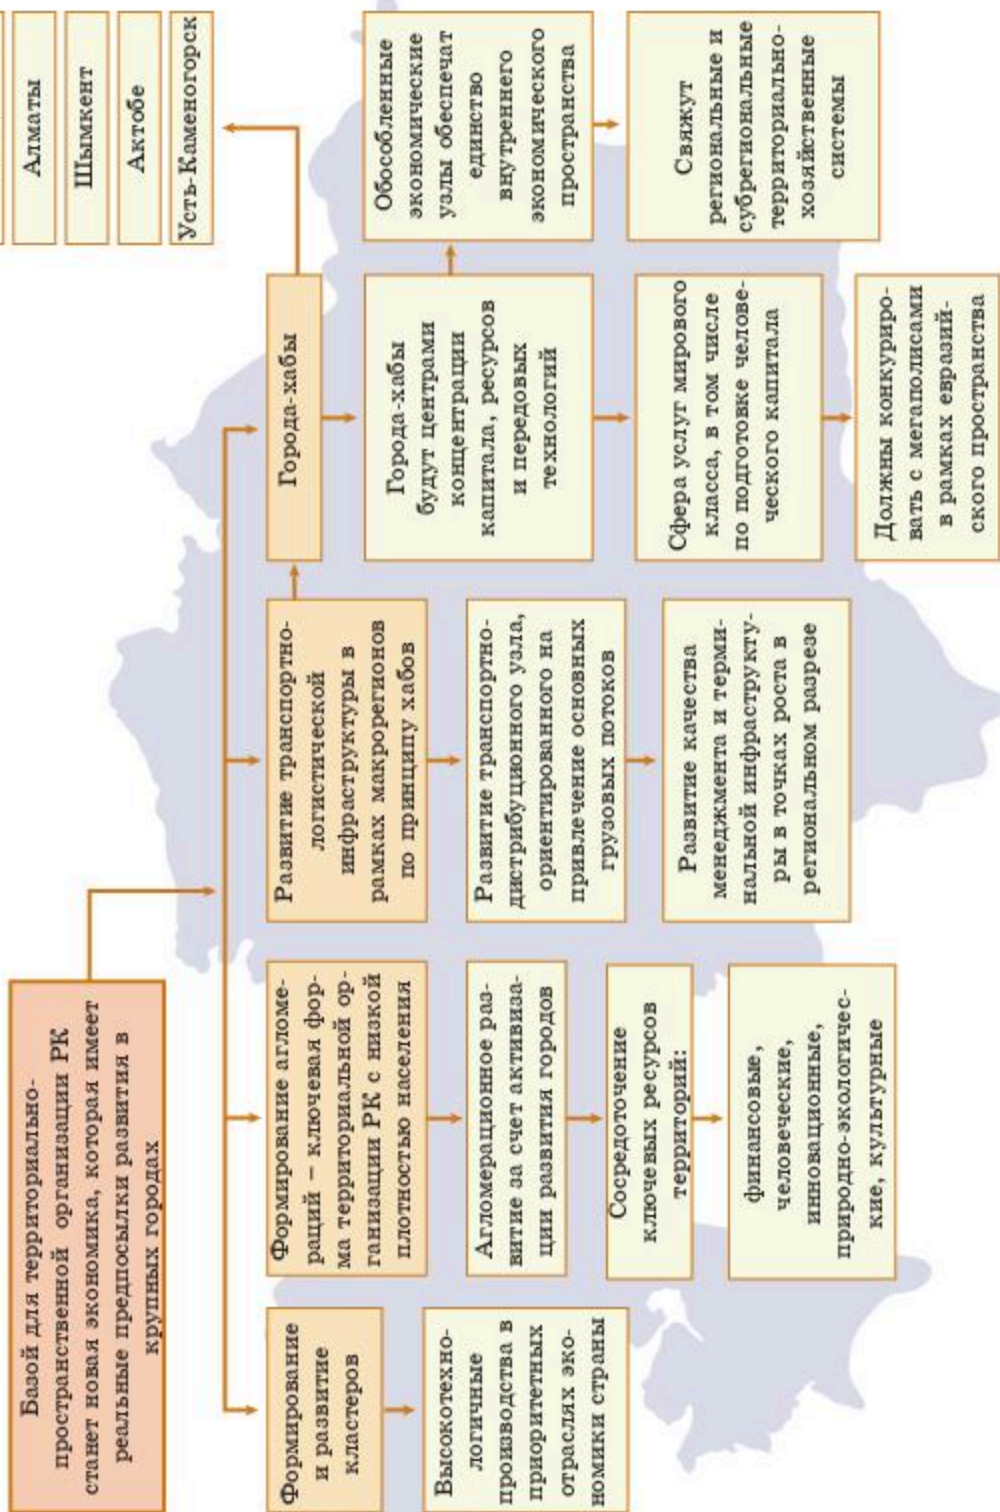 Базой для территориально-
пространственной организации РК
станет новая экономика, которая имеет
реальные предпосылки развития в
крупных городах
Алматы
Шымкент
Актобе
Усть-Каменогорск
Формирование
и развитие
кластеров
Высокотехно-
логичные
производства в
приоритетных
отраслях эко-
номики страны
Формирование агломе-
раций – ключевая фор-
ма территориальной ор-
ганизации РК с низкой
плотностью населения
Агломерационное раз-
витие за счет активиза-
ции развития городов
Сосредоточение
ключевых ресурсов
территорий:
финансовые,
человеческие,
инновационные,
природно-экологичес-
кие, культурные
Развитие транспортно-
логистической
инфраструктуры в
рамках макрорегионов
по принципу хабов
Развитие транспортно-
дистрибуционного узла,
ориентированного на
привлечение основных
грузовых потоков
Развитие качества
менеджмента и терми-
нальной инфраструкту-
ры в точках роста в
региональном разрезе
Города-хабы
Города-хабы
будут центрами
концентрации
капитала, ресурсов
и передовых
технологий
Сфера услуг мирового
класса, в том числе
по подготовке челове-
ческого капитала
Должны конкуриро-
вать с мегаполисами
в рамках евразий-
ского пространства
Обособленные
экономические
узлы обеспечат
единство
внутреннего
экономического
пространства
Свяжут
региональные и
субрегиональные
территориально-
хозяйственные
системы